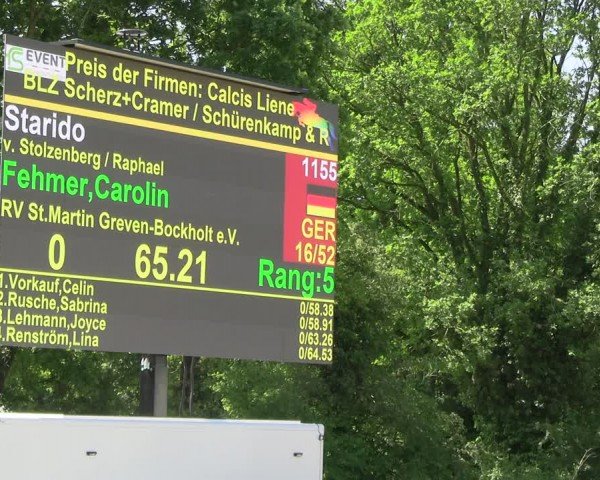 EVENT
Preis der Firmen: Calcis Liene
BLZ Scherz+Cramer / Schürenkamp & R
Starido
1155
v. Stolzenberg / Raphael
Fehmer,Carolin
RV St.Martin Greven-Bockholt e.V.
GER
16/52
0 65.21
Rang:5
1.Vorkauf,Celin 0/58.38
2.Rusche,Sabrina 0/58.91
3.Lehmann,Joyce 0/63.26
4.Renström,Lina 0/64.53